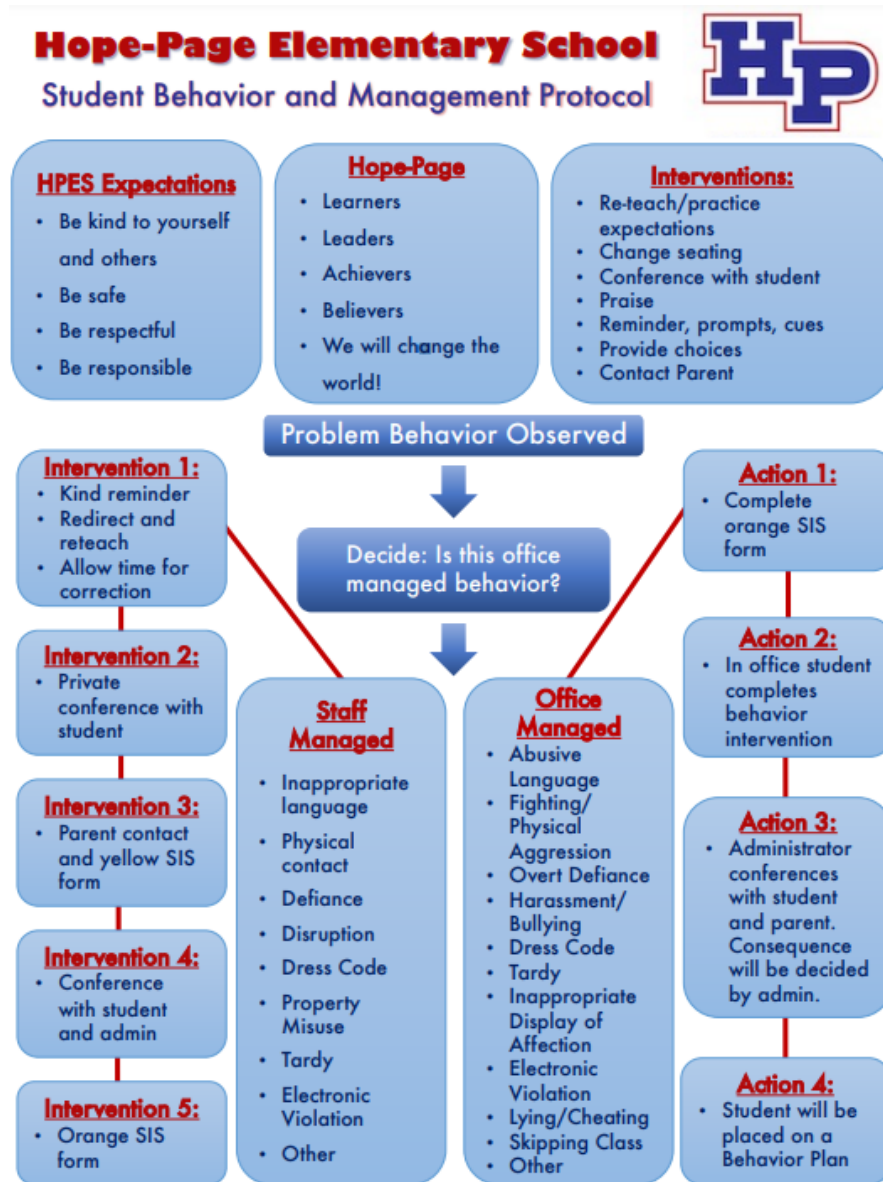 Hope-Page Elementary School
Student Behavior and Management Protocol
HP
HPES Expectations
• Be kind to yourself
and others
• Be safe
• Be respectful
• Be responsible
Hope-Page
• Learners
• Leaders
• Achievers
• Believers
• We will change the
world!
Interventions:
• Re-teach/practice
expectations
• Change seating
• Conference with student
• Praise
• Reminder, prompts, cues
• Provide choices
• Contact Parent
Problem Behavior Observed
Decide: Is this office
managed behavior?
Intervention 1:
• Kind reminder
• Redirect and
reteach
• Allow time for
correction
Intervention 2:
• Private
conference with
student
Intervention 3:
• Parent contact
and yellow SIS
form
Intervention 4:
• Conference
with student
and admin
Intervention 5:
• Orange SIS
form
Staff
Managed
• Inappropriate
language
• Physical
contact
• Defiance
• Disruption
• Dress Code
• Property
Misuse
• Tardy
• Electronic
Violation
• Other
Office
Managed
• Abusive
Language
• Fighting/
Physical
Aggression
• Overt Defiance
• Harassment/
Bullying
• Dress Code
• Tardy
• Inappropriate
Display of
Affection
• Electronic
Violation
• Lying/Cheating
• Skipping Class
• Other
Action 1:
• Complete
orange SIS
form
Action 2:
• In office student
completes
behavior
intervention
Action 3:
• Administrator
conferences
with student
and parent.
Consequence
will be decided
by admin.
Action 4:
• Student will be
placed on a
Behavior Plan